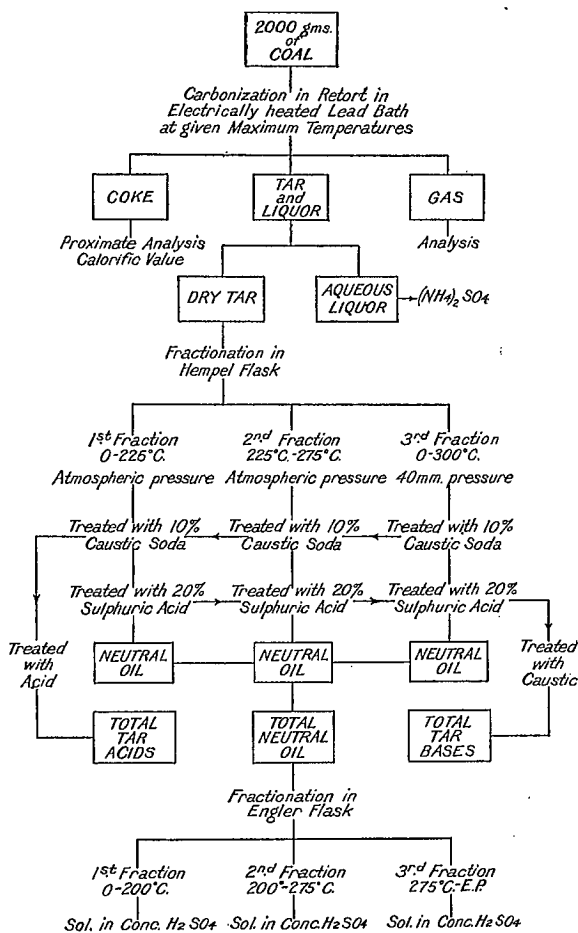 2000 gms.
of
COAL
Carbonization in Retort in
Electrically heated Lead Bath
at given Maximum Temperatures
COKE
TAR
and
LIQUOR
GAS
Proximate Analysis
Calorific Value
Analysis
DRY TAR
AQUEOUS
LIQUOR
(NH4)2 SO4
Fractionation in
Hempel Flask
1st Fraction
0-225°C.
Atmospheric pressure
2nd Fraction
225°C.-275°C.
Atmospheric pressure
3rd Fraction
0-300°C.
40mm. pressure
Treated with 10%
Caustic Soda
Treated with 10%
Caustic Soda
Treated with 10%
Caustic Soda
Treated with 20%
Sulphuric Acid
Treated with 20%
Sulphuric Acid
Treated with 20%
Sulphuric Acid
Treated
with
Acid
NEUTRAL
OIL
NEUTRAL
OIL
NEUTRAL
OIL
Treated
with
Caustic
TOTAL
TAR
ACIDS
TOTAL
NEUTRAL
OIL
TOTAL
TAR
BASES
Fractionation in
Engler Flask
1st Fraction
0-200°C.
2nd Fraction
200°-275°C.
3rd Fraction
275°C.-E.P.
Sol. in Conc. H2SO4
Sol. in Conc. H2SO4
Sol. in Conc. H2SO4